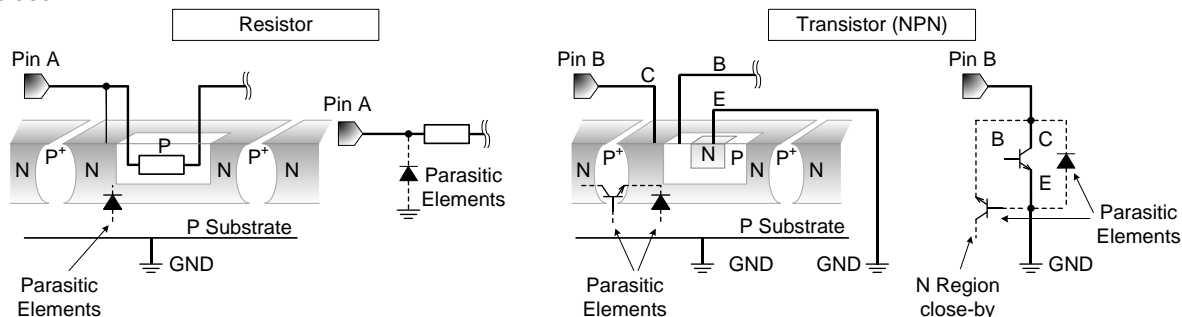 Resistor
Transistor (NPN)
Pin A
Pin A
N
P+
N
P
N
P+
N
Parasitic
Elements
P Substrate
GND
Parasitic
Elements
Pin B
C
B
E
N
P+
N
N
P
P+
N
N
P Substrate
GND
GND
Parasitic
Elements
Pin B
B
C
E
Parasitic
Elements
GND
N Region
close-by